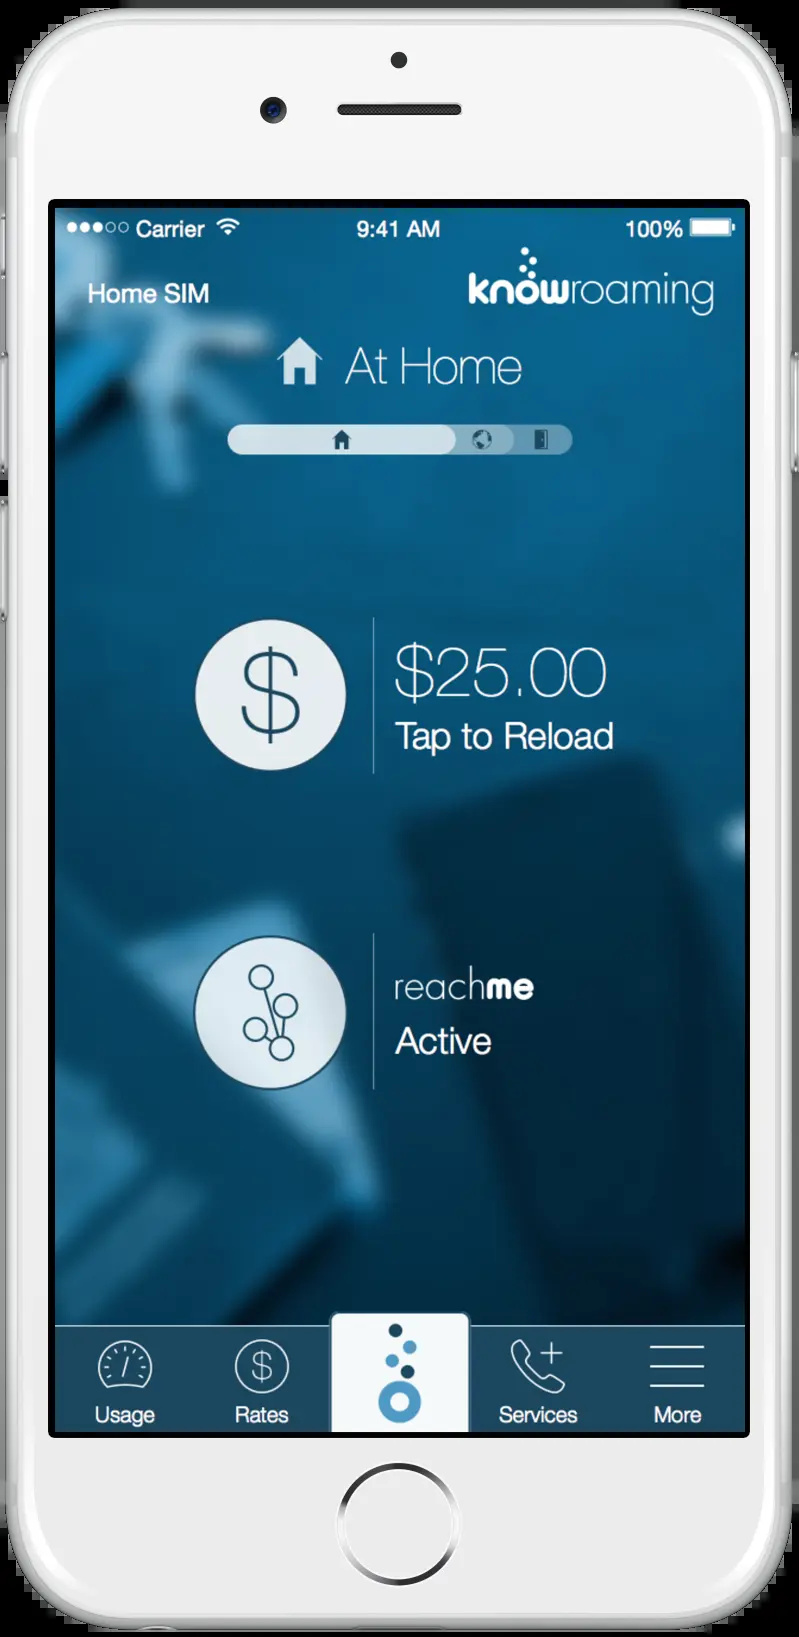 Carrier 9:41 AM 100%
Home SIM
knowroaming
At Home
$
$25.00
Tap to Reload
reachme
Active
$
Usage Rates Services More